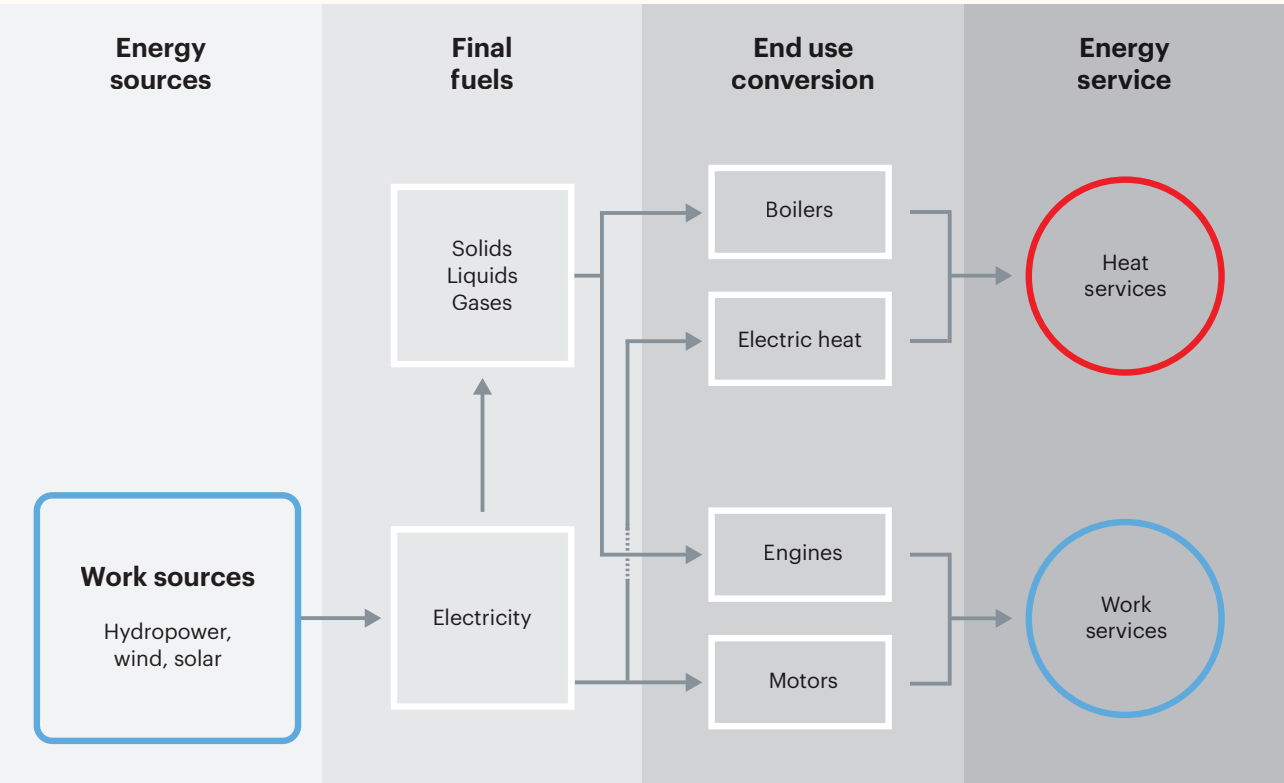 Energy
sources
Final
fuels
End use
conversion
Energy
service
Work sources
Hydropower,
wind, solar
Solids
Liquids
Gases
Electricity
Boilers
Electric heat
Engines
Motors
Heat
services
Work
services